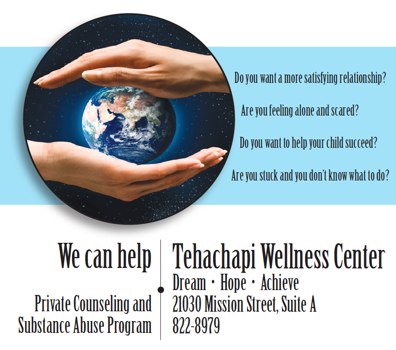 Do you want a more satisfying relationship?
Are you feeling alone and scared?
Do you want to help your child succeed?
Are you stuck and you don't know what to do?
We can help
Private Counseling and
Substance Abuse Program
Tehachapi Wellness Center
Dream · Hope · Achieve
21030 Mission Street, Suite A
822-8979